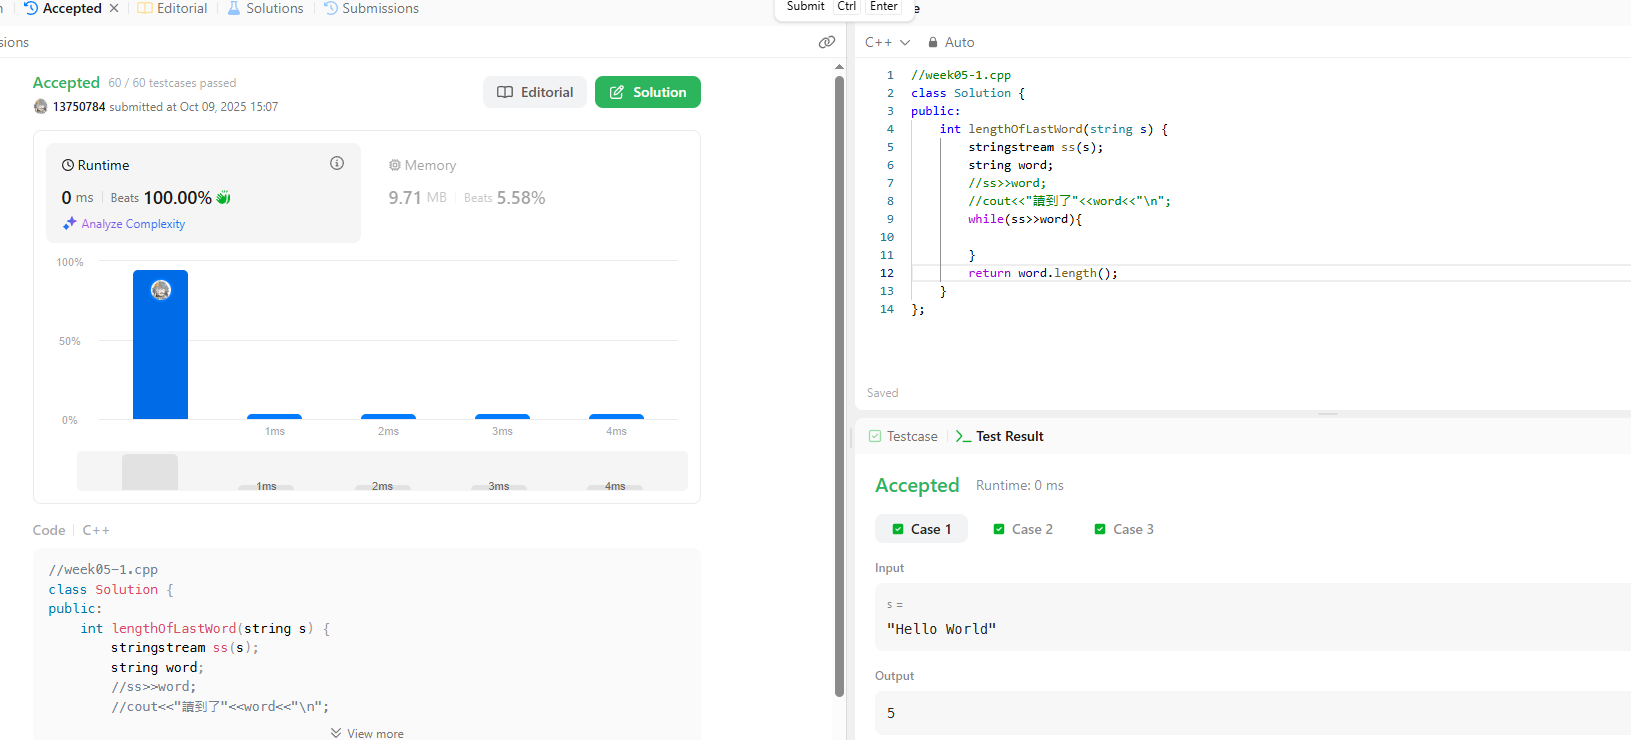 Accepted
Editorial
Solutions
Submissions
Submit Ctrl Enter
sions
Accepted 60 / 60 testcases passed
13750784 submitted at Oct 09, 2025 15:07
Editorial
Solution
Runtime
0 ms Beats 100.00%
Analyze Complexity
Memory
9.71 MB Beats 5.58%
100%
50%
0%
1ms 2ms 3ms 4ms
1ms 2ms 3ms 4ms
Code C++
//week05-1.cpp
class Solution {
public:
    int lengthOfLastWord(string s) {
        stringstream ss(s);
        string word;
        //ss>>word;
        //cout<<"讀到了"<<word<<"\n";
View more
C++ Auto
1 //week05-1.cpp
2 class Solution {
3 public:
4     int lengthOfLastWord(string s) {
5         stringstream ss(s);
6         string word;
7         //ss>>word;
8         //cout<<"讀到了"<<word<<"\n";
9         while(ss>>word){
10
11         }
12         return word.length();
13     }
14 };
Saved
Testcase
Test Result
Accepted Runtime: 0 ms
Case 1 Case 2 Case 3
Input
s =
"Hello World"
Output
5